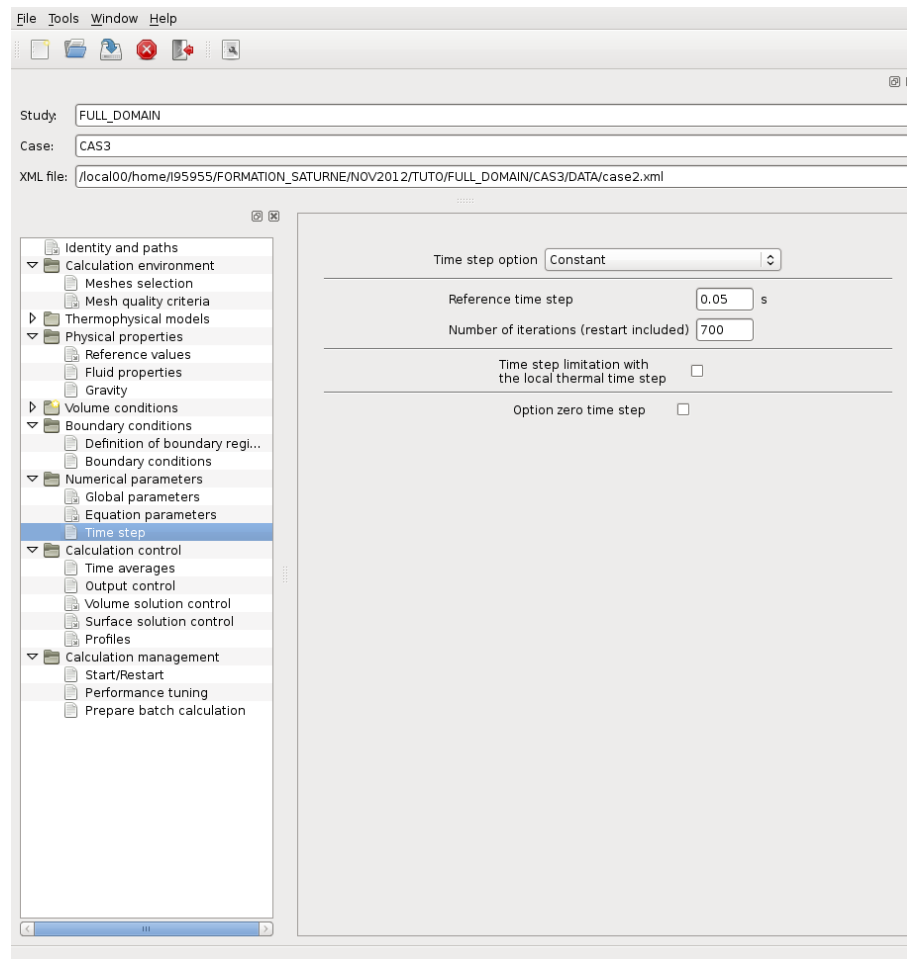 File Tools Window Help
Study: FULL_DOMAIN
Case: CAS3
XML file: /local00/home/I95955/FORMATION_SATURNE/NOV2012/TUTO/FULL_DOMAIN/CAS3/DATA/case2.xml
Identity and paths
Calculation environment
Meshes selection
Mesh quality criteria
Thermophysical models
Physical properties
Reference values
Fluid properties
Gravity
Volume conditions
Boundary conditions
Definition of boundary regi...
Boundary conditions
Numerical parameters
Global parameters
Equation parameters
Time step
Calculation control
Time averages
Output control
Volume solution control
Surface solution control
Profiles
Calculation management
Start/Restart
Performance tuning
Prepare batch calculation
Time step option Constant
Reference time step 0.05 s
Number of iterations (restart included) 700
Time step limitation with
the local thermal time step
Option zero time step